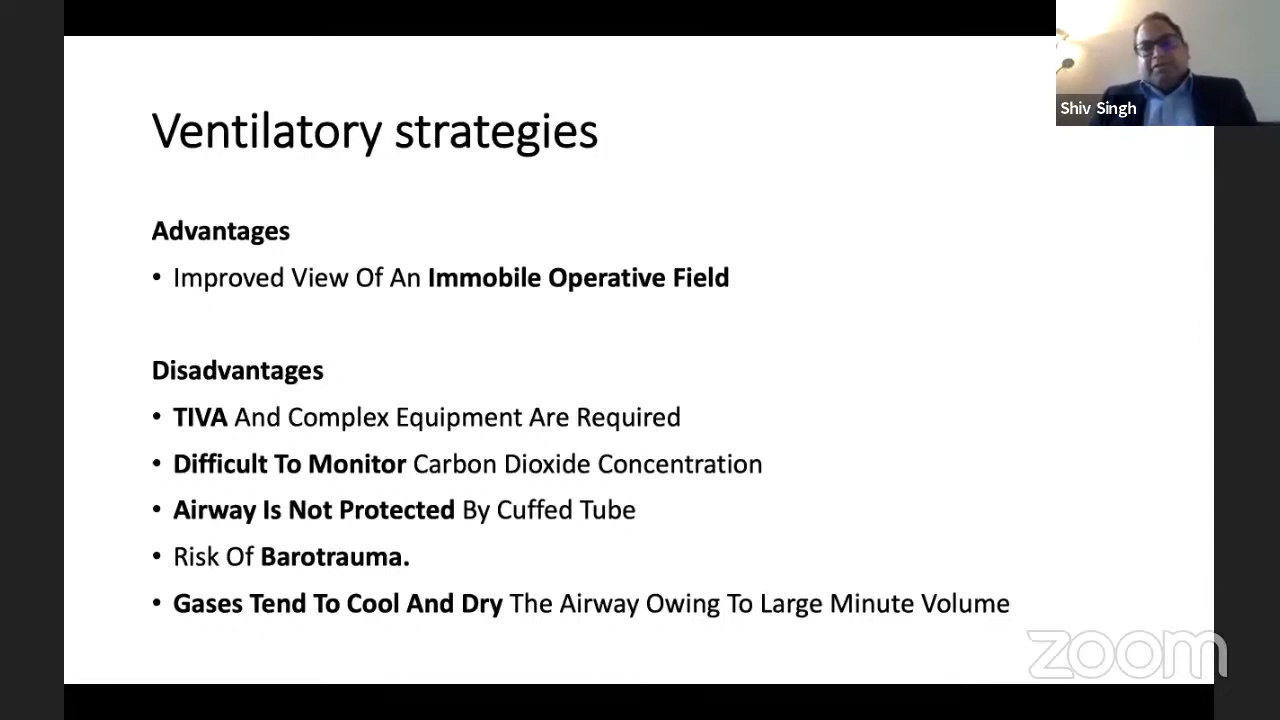 Shiv Singh
Ventilatory strategies
Advantages
• Improved View Of An Immobile Operative Field
Disadvantages
• TIVA And Complex Equipment Are Required
• Difficult To Monitor Carbon Dioxide Concentration
• Airway Is Not Protected By Cuffed Tube
• Risk Of Barotrauma.
• Gases Tend To Cool And Dry The Airway Owing To Large Minute Volume
zoom